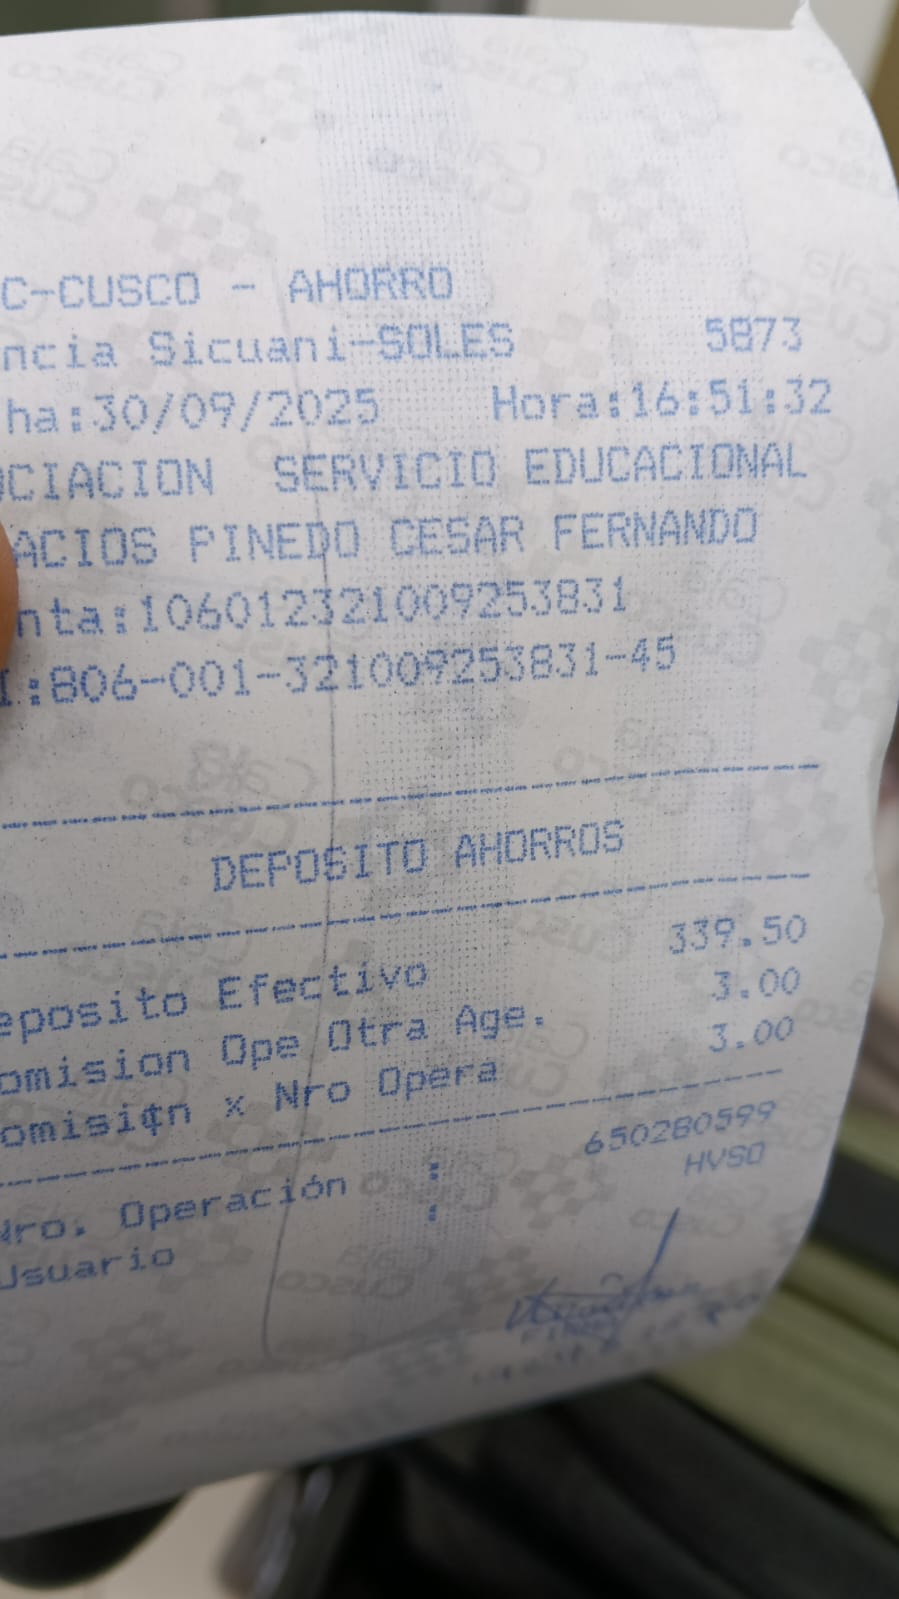 C-CUSCO - AHORRO
ncia Sicuani-SOLES 5873
ha:30/09/2025 Hora:16:51:32
OCIACION SERVICIO EDUCACIONAL
ACIOS PINEDO CESAR FERNANDO
nta:106012321009253831
I:806-001-321009253831-45
DEPOSITO AHORROS
eposito Efectivo 339.50
omision Ope Otra Age. 3.00
omisi¢n x Nro Opera 3.00
Nro. Operación : 650280599
Usuario : HVSO